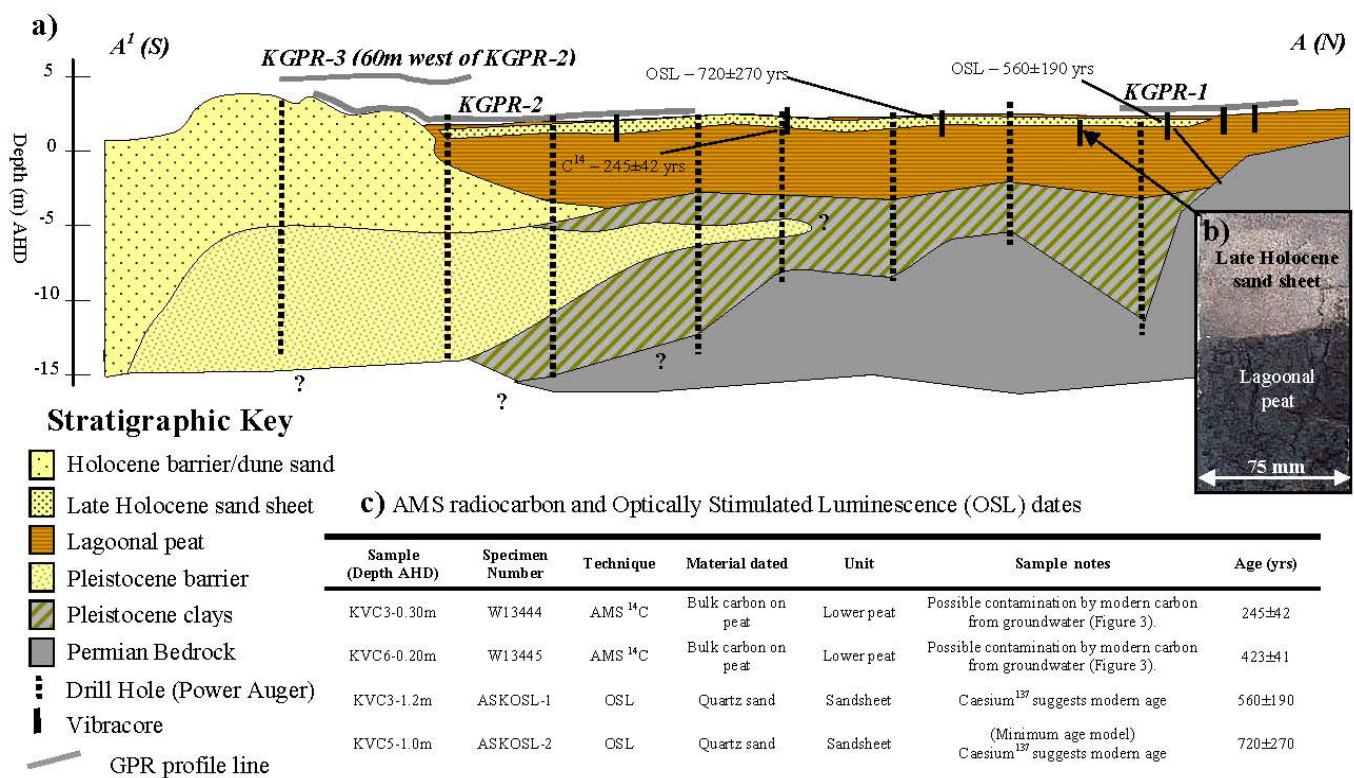 a)
A¹ (S)
A (N)
KGPR-3 (60m west of KGPR-2)
OSL – 720±270 yrs
OSL – 560±190 yrs
KGPR-2
KGPR-1
C¹⁴ – 245±42 yrs
Depth (m) AHD
5
0
-5
-10
-15
?
?
?
?
b)
Late Holocene
sand sheet
Lagoonal
peat
75 mm
Stratigraphic Key
Holocene barrier/dune sand
Late Holocene sand sheet
Lagoonal peat
Pleistocene barrier
Pleistocene clays
Permian Bedrock
Drill Hole (Power Auger)
Vibracore
GPR profile line
c) AMS radiocarbon and Optically Stimulated Luminescence (OSL) dates
Sample (Depth AHD) Specimen Number Technique Material dated Unit Sample notes Age (yrs)
KVC3-0.30m W13444 AMS ¹⁴C Bulk carbon on peat Lower peat Possible contamination by modern carbon from groundwater (Figure 3). 245±42
KVC6-0.20m W13445 AMS ¹⁴C Bulk carbon on peat Lower peat Possible contamination by modern carbon from groundwater (Figure 3). 423±41
KVC3-1.2m ASKOSL-1 OSL Quartz sand Sandsheet Caesium¹³⁷ suggests modern age 560±190
KVC5-1.0m ASKOSL-2 OSL Quartz sand Sandsheet (Minimum age model) Caesium¹³⁷ suggests modern age 720±270